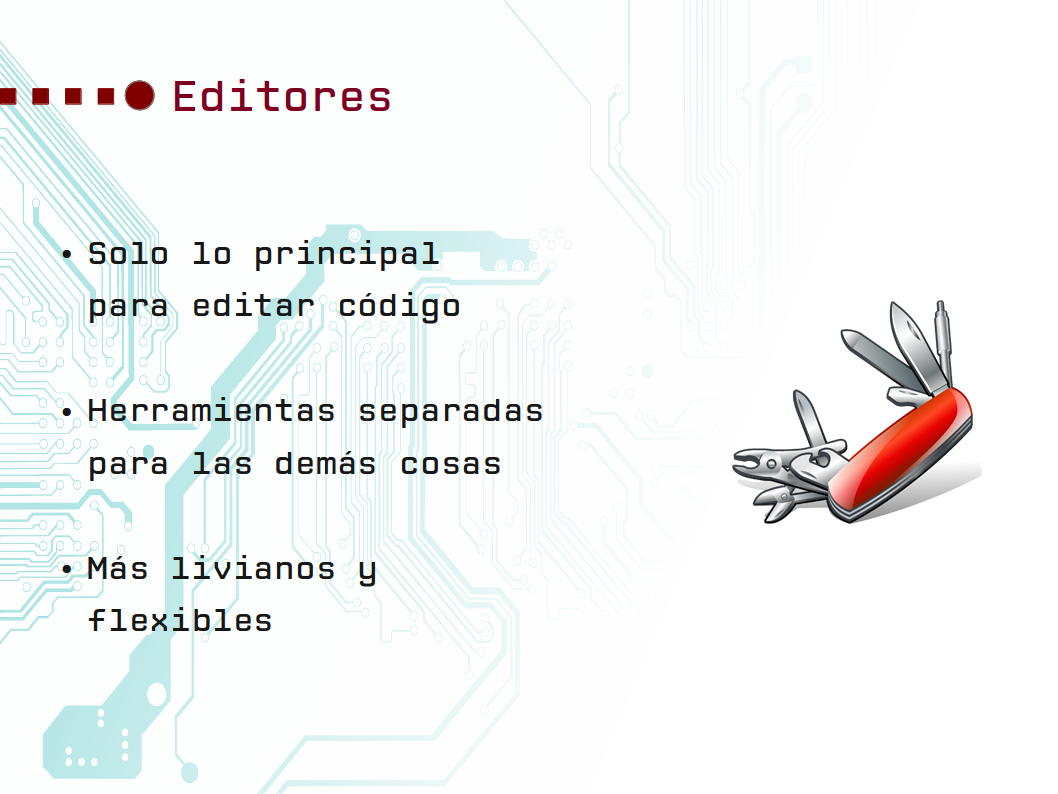 Editores
• Solo lo principal
para editar código
• Herramientas separadas
para las demás cosas
• Más livianos y
flexibles